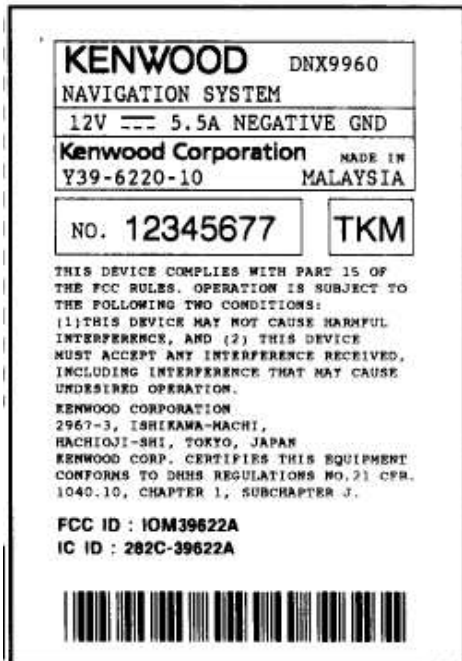 KENWOOD DNX9960
NAVIGATION SYSTEM
12V 5.5A NEGATIVE GND
Kenwood Corporation MADE IN
Y39-6220-10 MALAYSIA
NO. 12345677 TKM
THIS DEVICE COMPLIES WITH PART 15 OF
THE FCC RULES. OPERATION IS SUBJECT TO
THE FOLLOWING TWO CONDITIONS:
(1)THIS DEVICE MAY NOT CAUSE HARMFUL
INTERFERENCE, AND (2) THIS DEVICE
MUST ACCEPT ANY INTERFERENCE RECEIVED,
INCLUDING INTERFERENCE THAT MAY CAUSE
UNDESIRED OPERATION.
KENWOOD CORPORATION
2967-3, ISHIKAWA-MACHI,
HACHIOJI-SHI, TOKYO, JAPAN
KENWOOD CORP. CERTIFIES THIS EQUIPMENT
CONFORMS TO DHHS REGULATIONS NO.21 CFR.
1040.10, CHAPTER 1, SUBCHAPTER J.
FCC ID : IOM39622A
IC ID : 282C-39622A